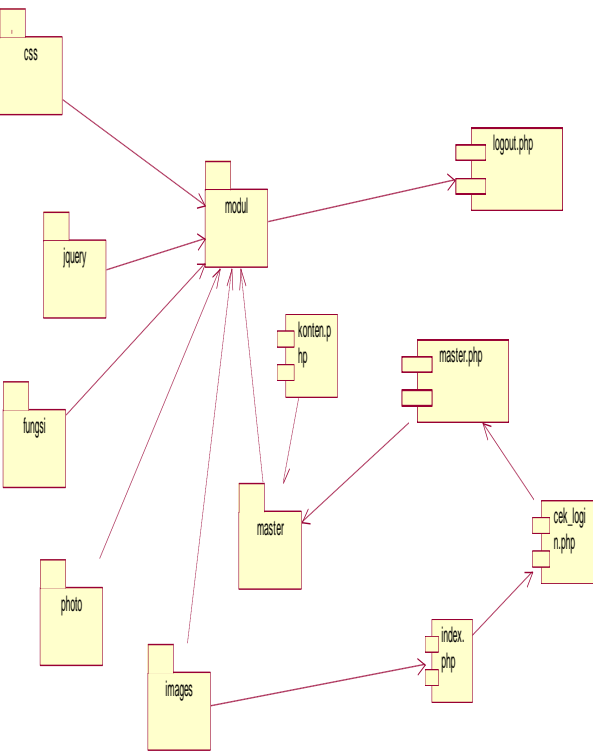 css
logout.php
modul
jquery
konten.p
hp
master.php
fungsi
master
cek_logi
n.php
photo
index.
php
images